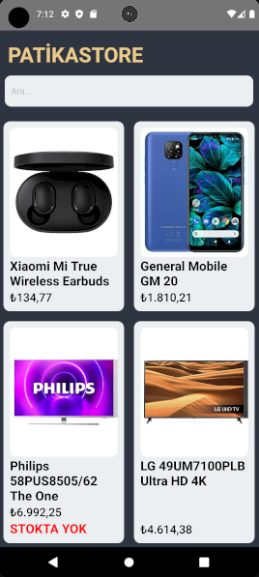 7:12
PATİKASTORE
Ara...
Xiaomi Mi True
Wireless Earbuds
₺134,77
General Mobile
GM 20
₺1.810,21
PHILIPS
Philips
58PUS8505/62
The One
₺6.992,25
STOKTA YOK
LG UHD TV
LG 49UM7100PLB
Ultra HD 4K
₺4.614,38